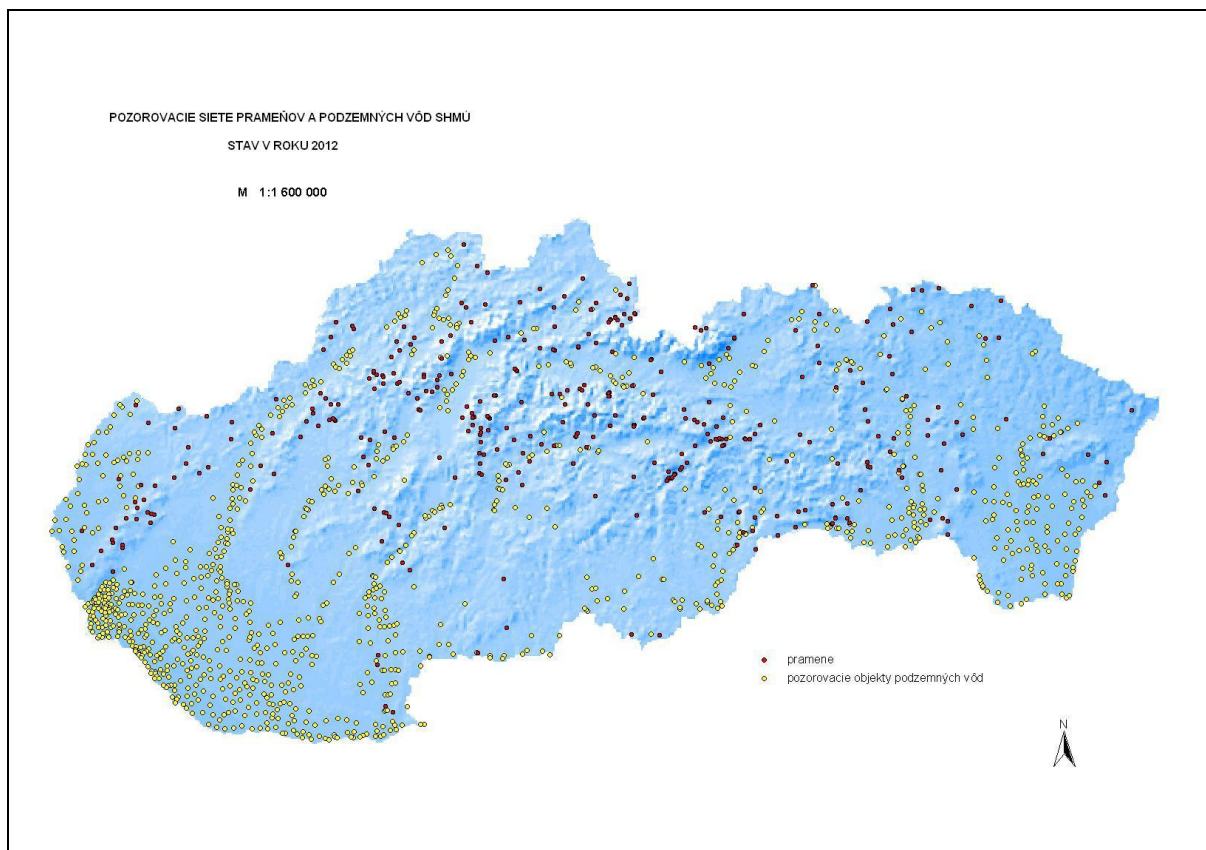 POZOROVACIE SIETE PRAMEŇOV A PODZEMNÝCH VÔD SHMÚ
STAV V ROKU 2012
M 1:1 600 000
pramene
pozorovacie objekty podzemných vôd
N